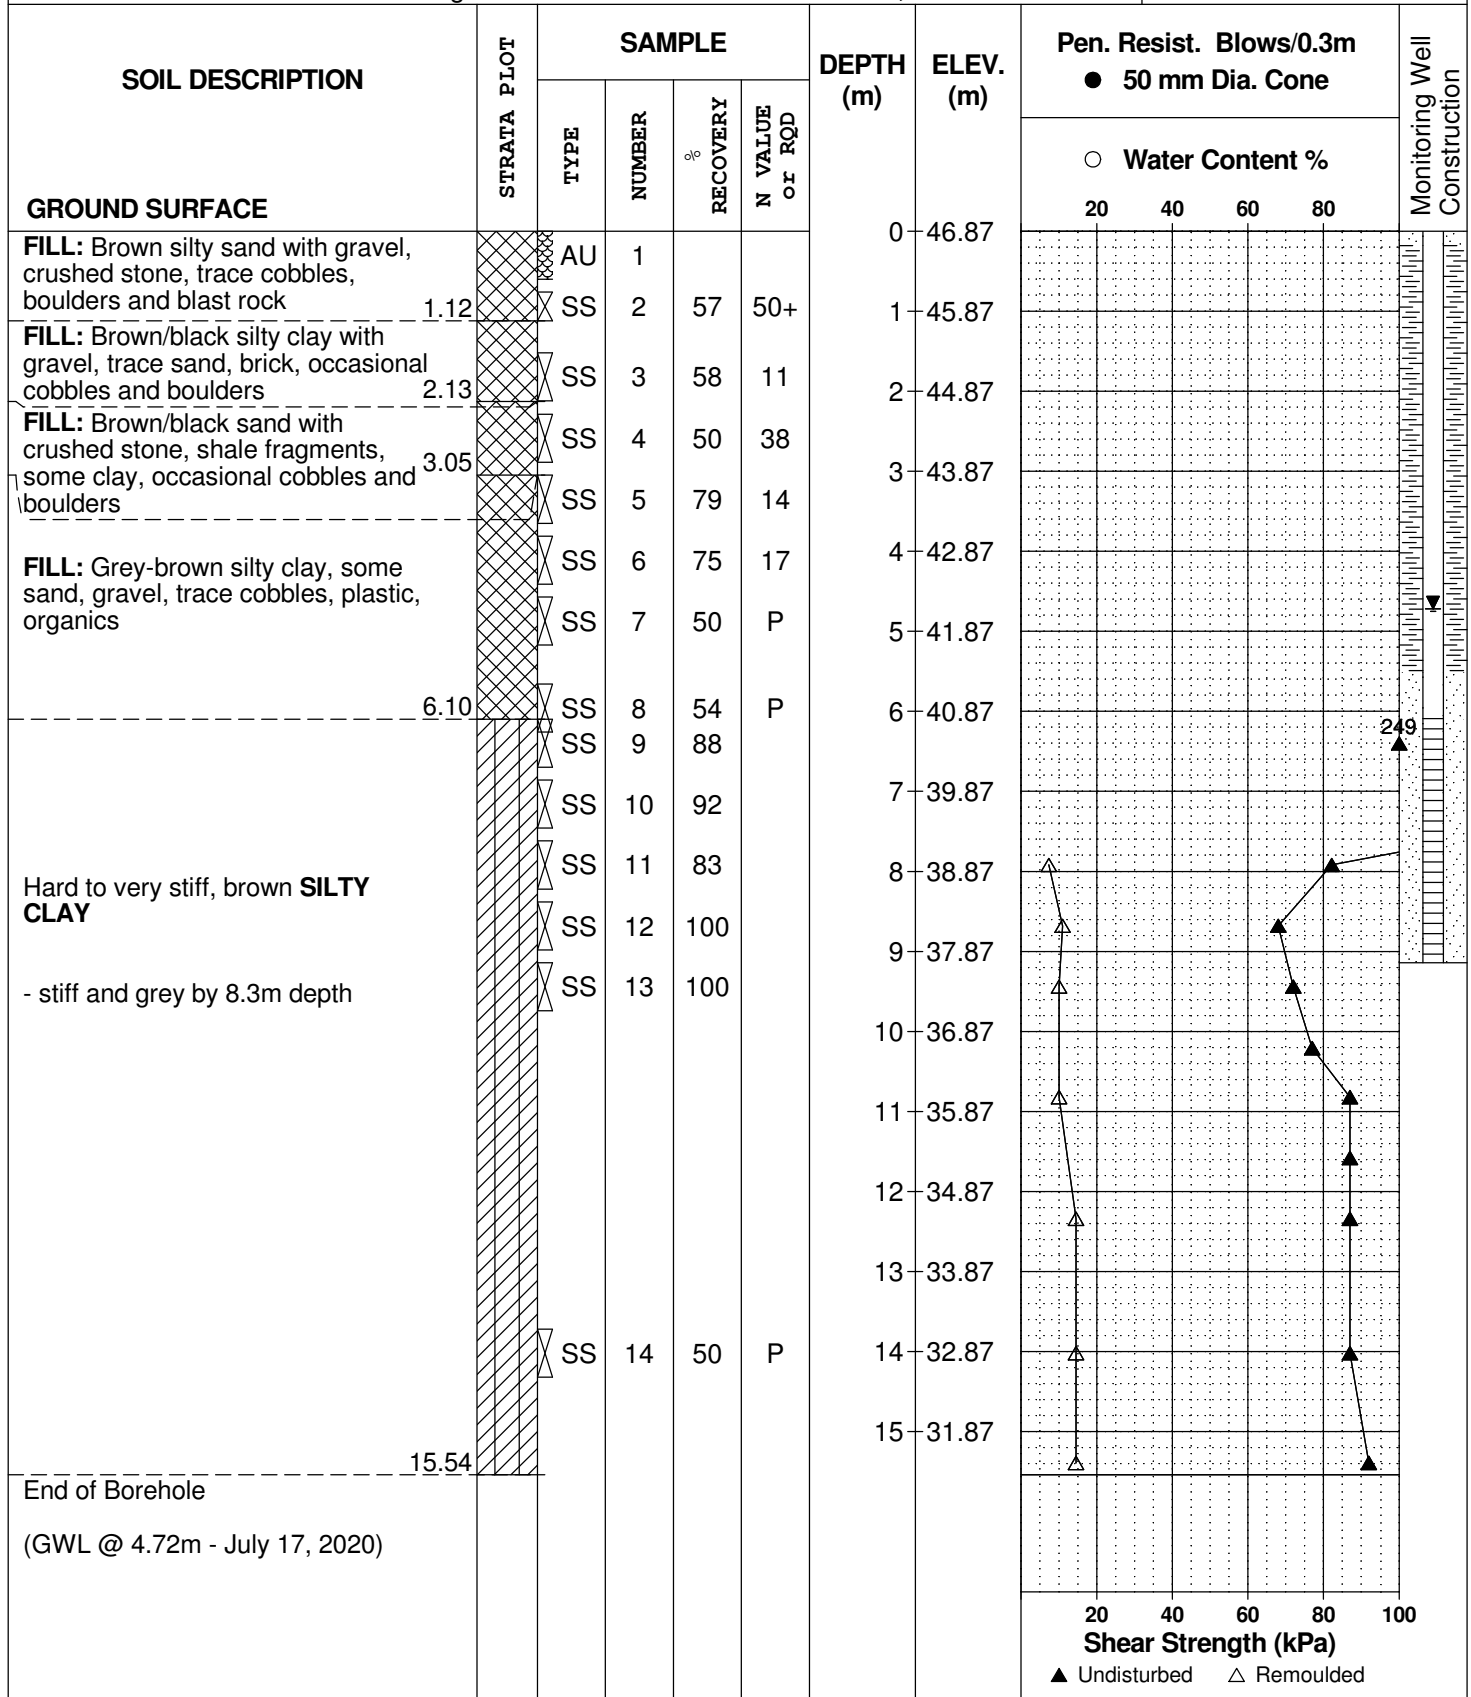 SOIL DESCRIPTION
GROUND SURFACE
STRATA PLOT
SAMPLE
TYPE
NUMBER
%
RECOVERY
N VALUE
or RQD
DEPTH
(m)
ELEV.
(m)
Pen. Resist. Blows/0.3m
● 50 mm Dia. Cone
○ Water Content %
20 40 60 80
Monitoring Well
Construction
FILL: Brown silty sand with gravel,
crushed stone, trace cobbles,
boulders and blast rock 1.12
FILL: Brown/black silty clay with
gravel, trace sand, brick, occasional
cobbles and boulders 2.13
FILL: Brown/black sand with
crushed stone, shale fragments,
some clay, occasional cobbles and 3.05
boulders
FILL: Grey-brown silty clay, some
sand, gravel, trace cobbles, plastic,
organics
6.10
Hard to very stiff, brown SILTY
CLAY
- stiff and grey by 8.3m depth
15.54
End of Borehole
(GWL @ 4.72m - July 17, 2020)
AU 1
SS 2 57 50+
SS 3 58 11
SS 4 50 38
SS 5 79 14
SS 6 75 17
SS 7 50 P
SS 8 54 P
SS 9 88
SS 10 92
SS 11 83
SS 12 100
SS 13 100
SS 14 50 P
0 46.87
1 45.87
2 44.87
3 43.87
4 42.87
5 41.87
6 40.87
7 39.87
8 38.87
9 37.87
10 36.87
11 35.87
12 34.87
13 33.87
14 32.87
15 31.87
249
20 40 60 80 100
Shear Strength (kPa)
▲ Undisturbed △ Remoulded